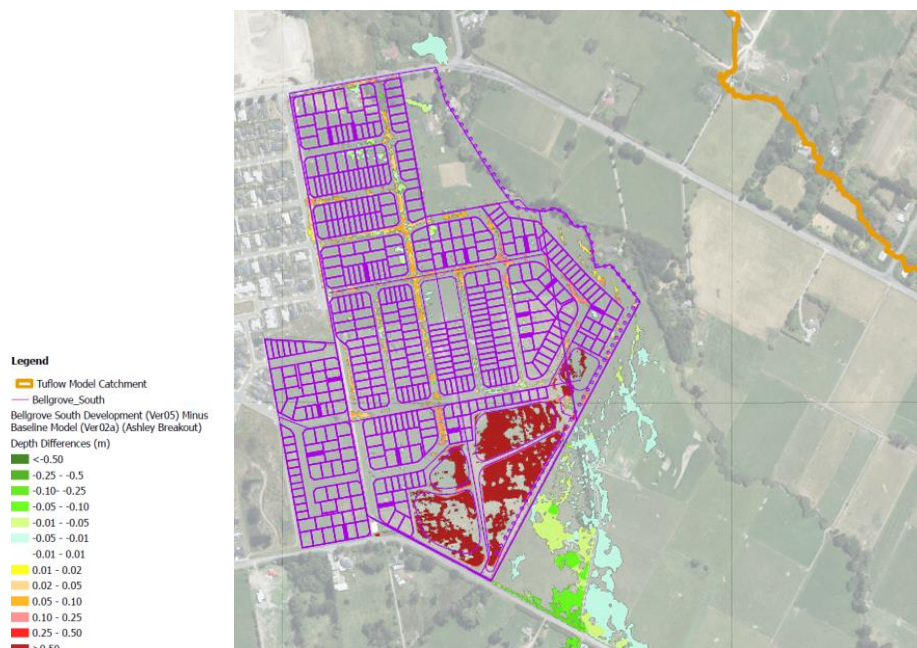 Legend
Tuflow Model Catchment
Bellgrove_South
Bellgrove South Development (Ver05) Minus
Baseline Model (Ver02a) (Ashley Breakout)
Depth Differences (m)
<-0.50
-0.25 - -0.5
-0.10- -0.25
-0.05 - -0.10
-0.01 - -0.05
-0.05 - -0.01
-0.01 - 0.01
0.01 - 0.02
0.02 - 0.05
0.05 - 0.10
0.10 - 0.25
0.25 - 0.50
>0.50